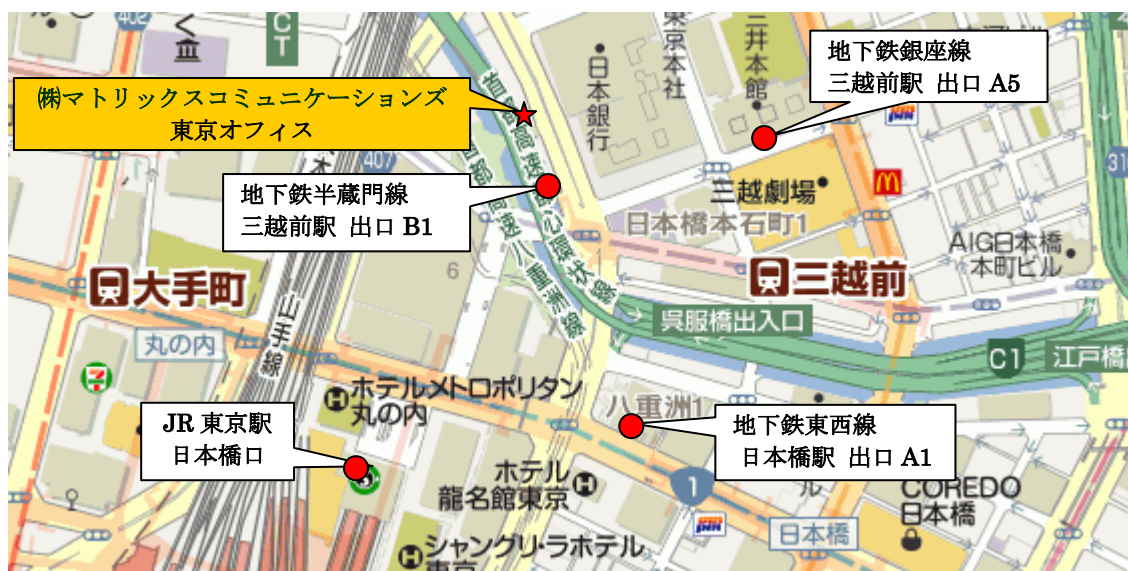 402
C
T
首都高速都心環状線
東京本社
三井本館
日本銀行
㈱マトリックスコミュニケーションズ
東京オフィス
地下鉄銀座線
三越前駅 出口 A5
407
地下鉄半蔵門線
三越前駅 出口 B1
三越劇場
日本橋本石町1
AIG日本橋
本町ビル
6
速八重洲線
大手町
三越前
山手線
呉服橋出入口
丸の内
C1
ホテルメトロポリタン
丸の内
八重洲1
JR 東京駅
日本橋口
地下鉄東西線
日本橋駅 出口 A1
ホテル
龍名館東京
1
COREDO
日本橋
日本橋
シャングリ・ラホテル
東京